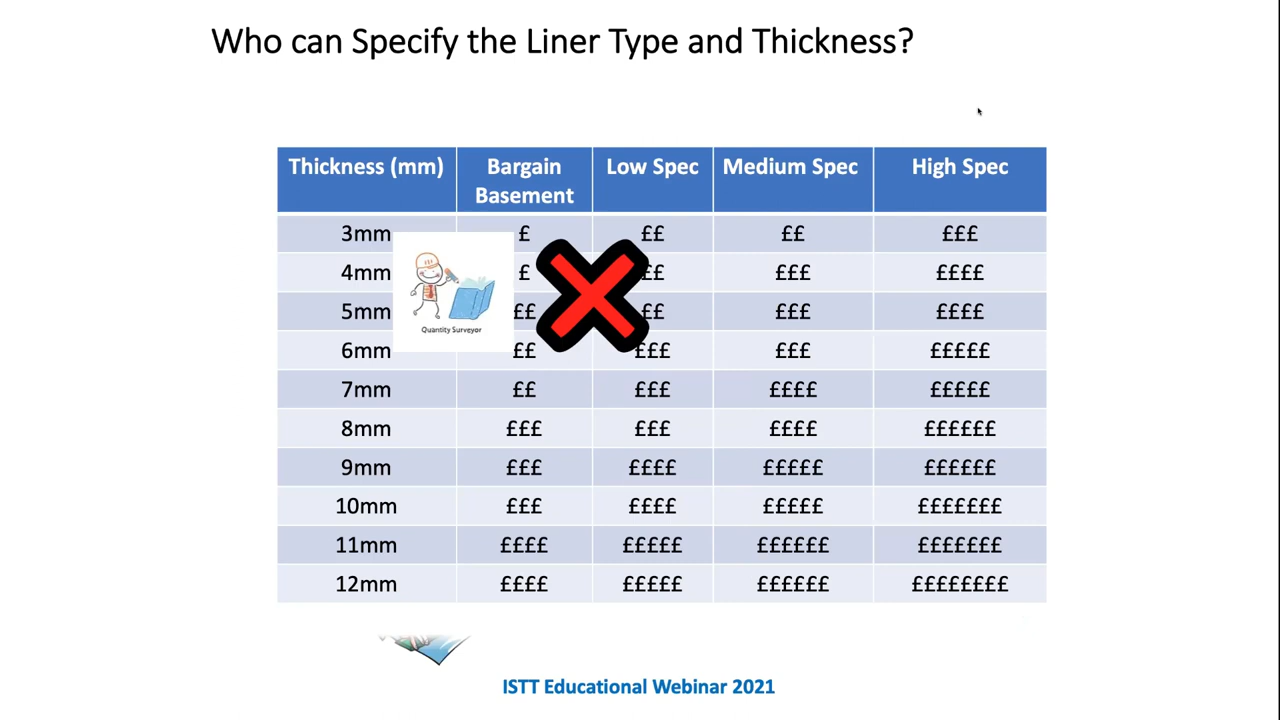 Who can Specify the Liner Type and Thickness?
Thickness (mm) Bargain Basement Low Spec Medium Spec High Spec
3mm £ ££ ££ £££
4mm £ ££ £££ ££££
5mm ££ ££ £££ ££££
6mm ££ £££ £££ £££££
7mm ££ £££ ££££ £££££
8mm £££ £££ ££££ ££££££
9mm £££ ££££ £££££ ££££££
10mm £££ ££££ £££££ £££££££
11mm ££££ £££££ ££££££ £££££££
12mm ££££ £££££ ££££££ ££££££££
Quantity Surveyor
ISTT Educational Webinar 2021